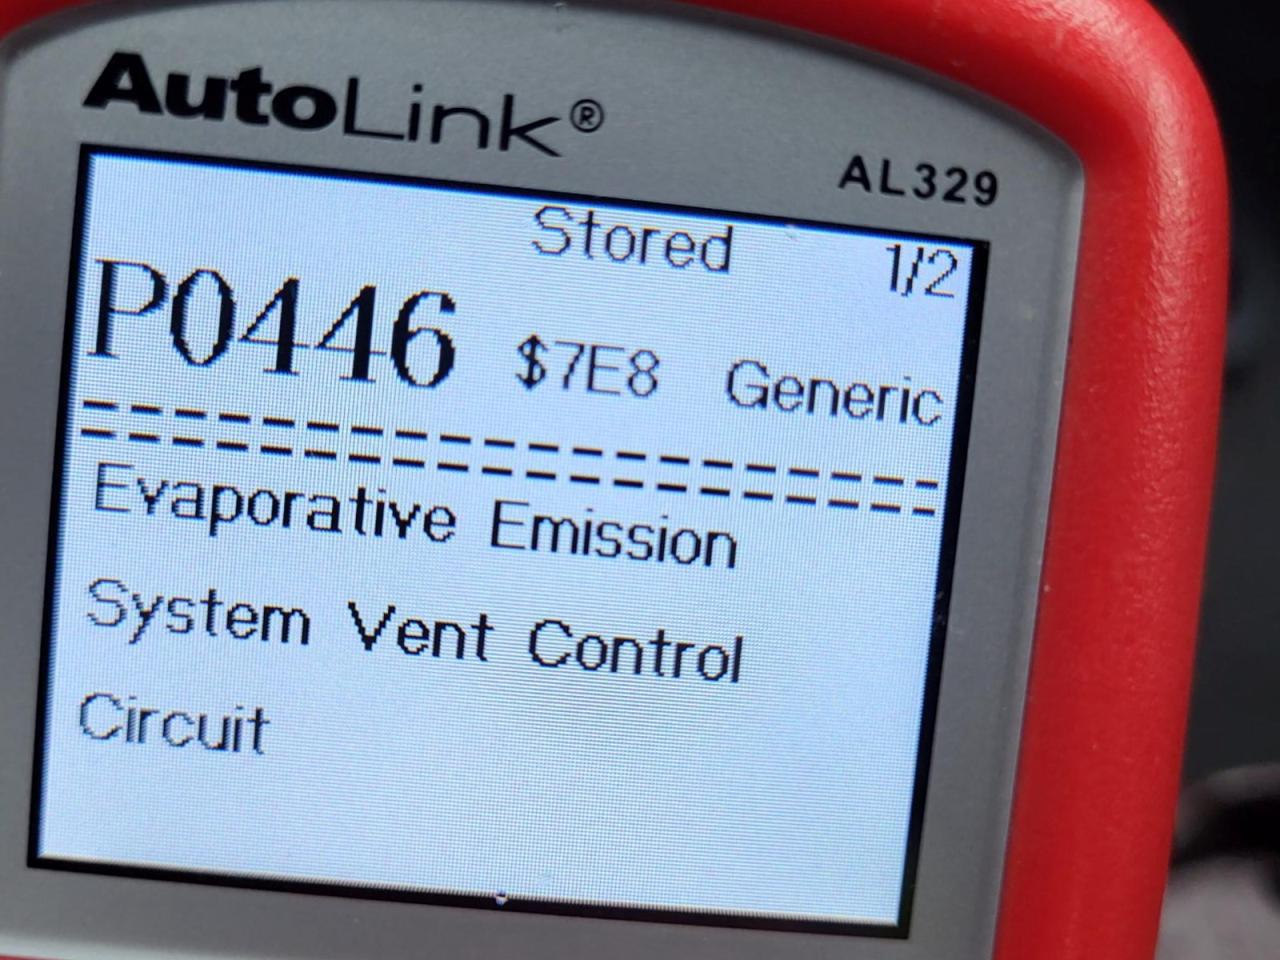 AutoLink®
AL329
Stored 1/2
P0446 $7E8 Generic
Evaporative Emission
System Vent Control
Circuit